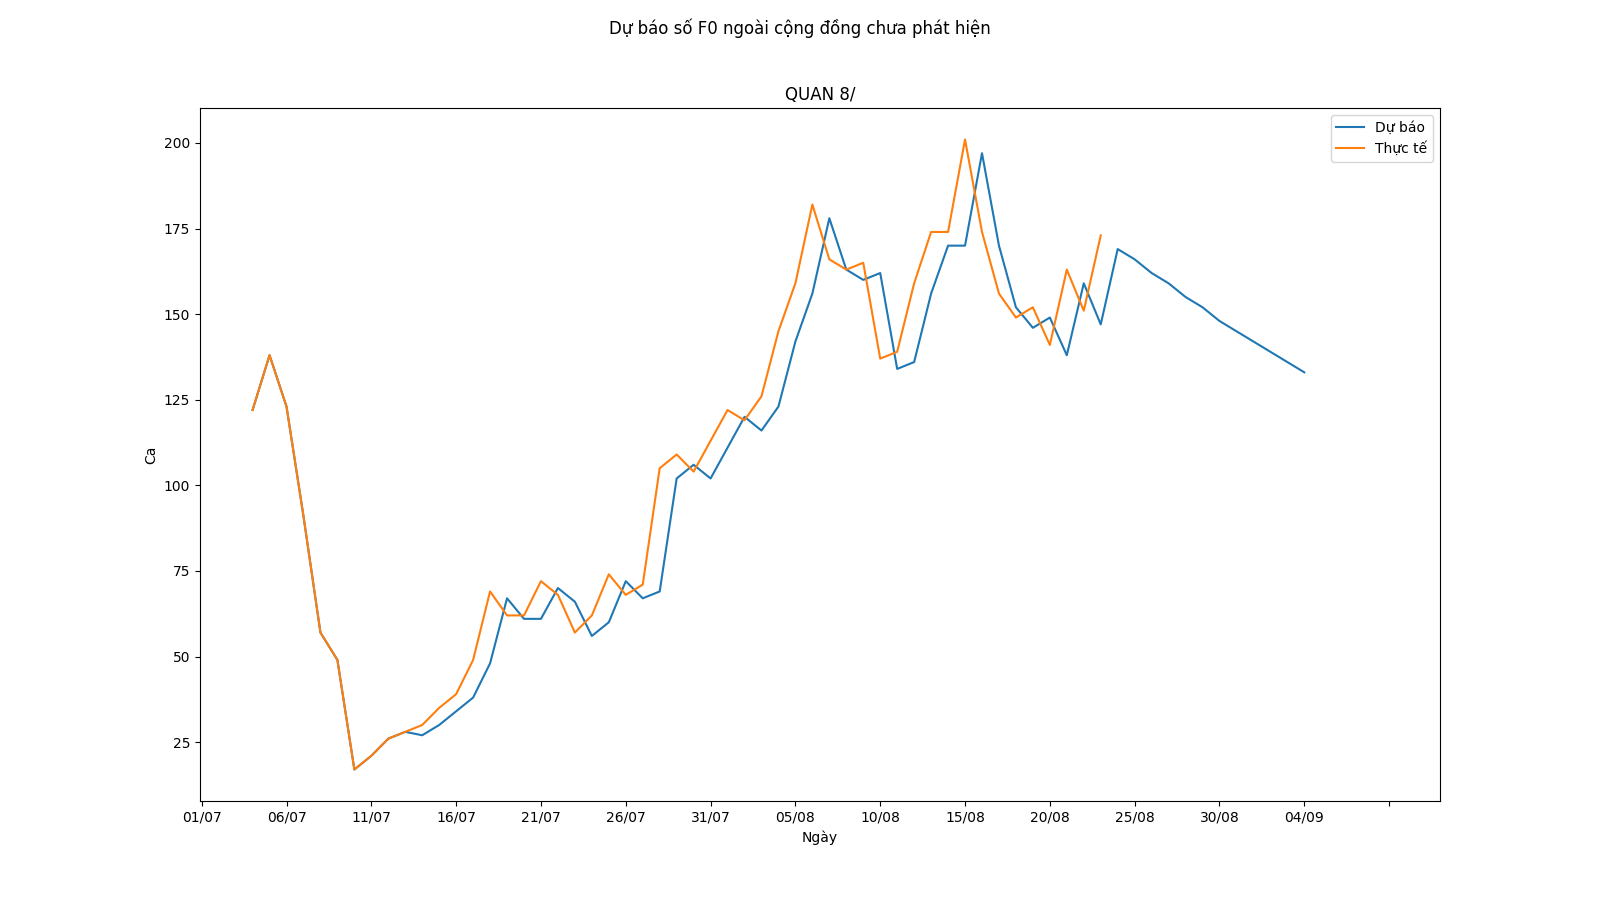 Dự báo số F0 ngoài cộng đồng chưa phát hiện
QUAN 8/
Dự báo
Thực tế
200
175
150
125
100
75
50
25
Ca
01/07 06/07 11/07 16/07 21/07 26/07 31/07 05/08 10/08 15/08 20/08 25/08 30/08 04/09
Ngày